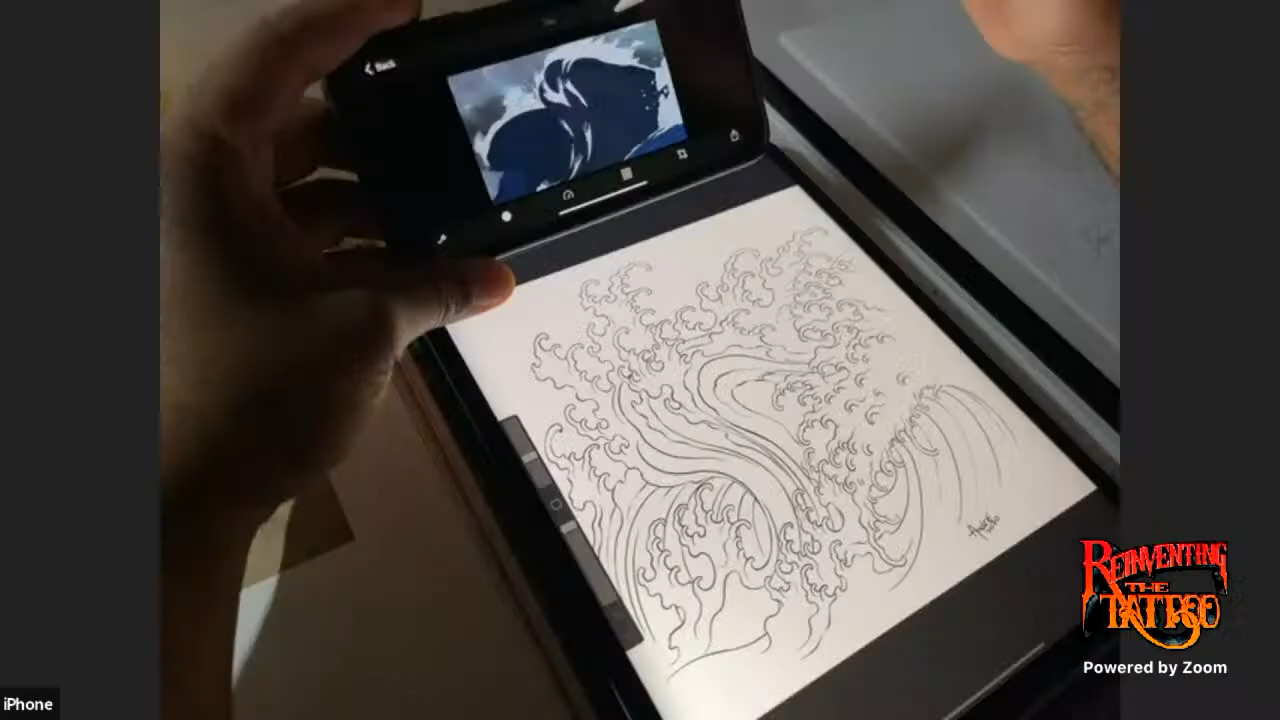 Back
REINVENTING
THE
TATTOO
Powered by Zoom
iPhone